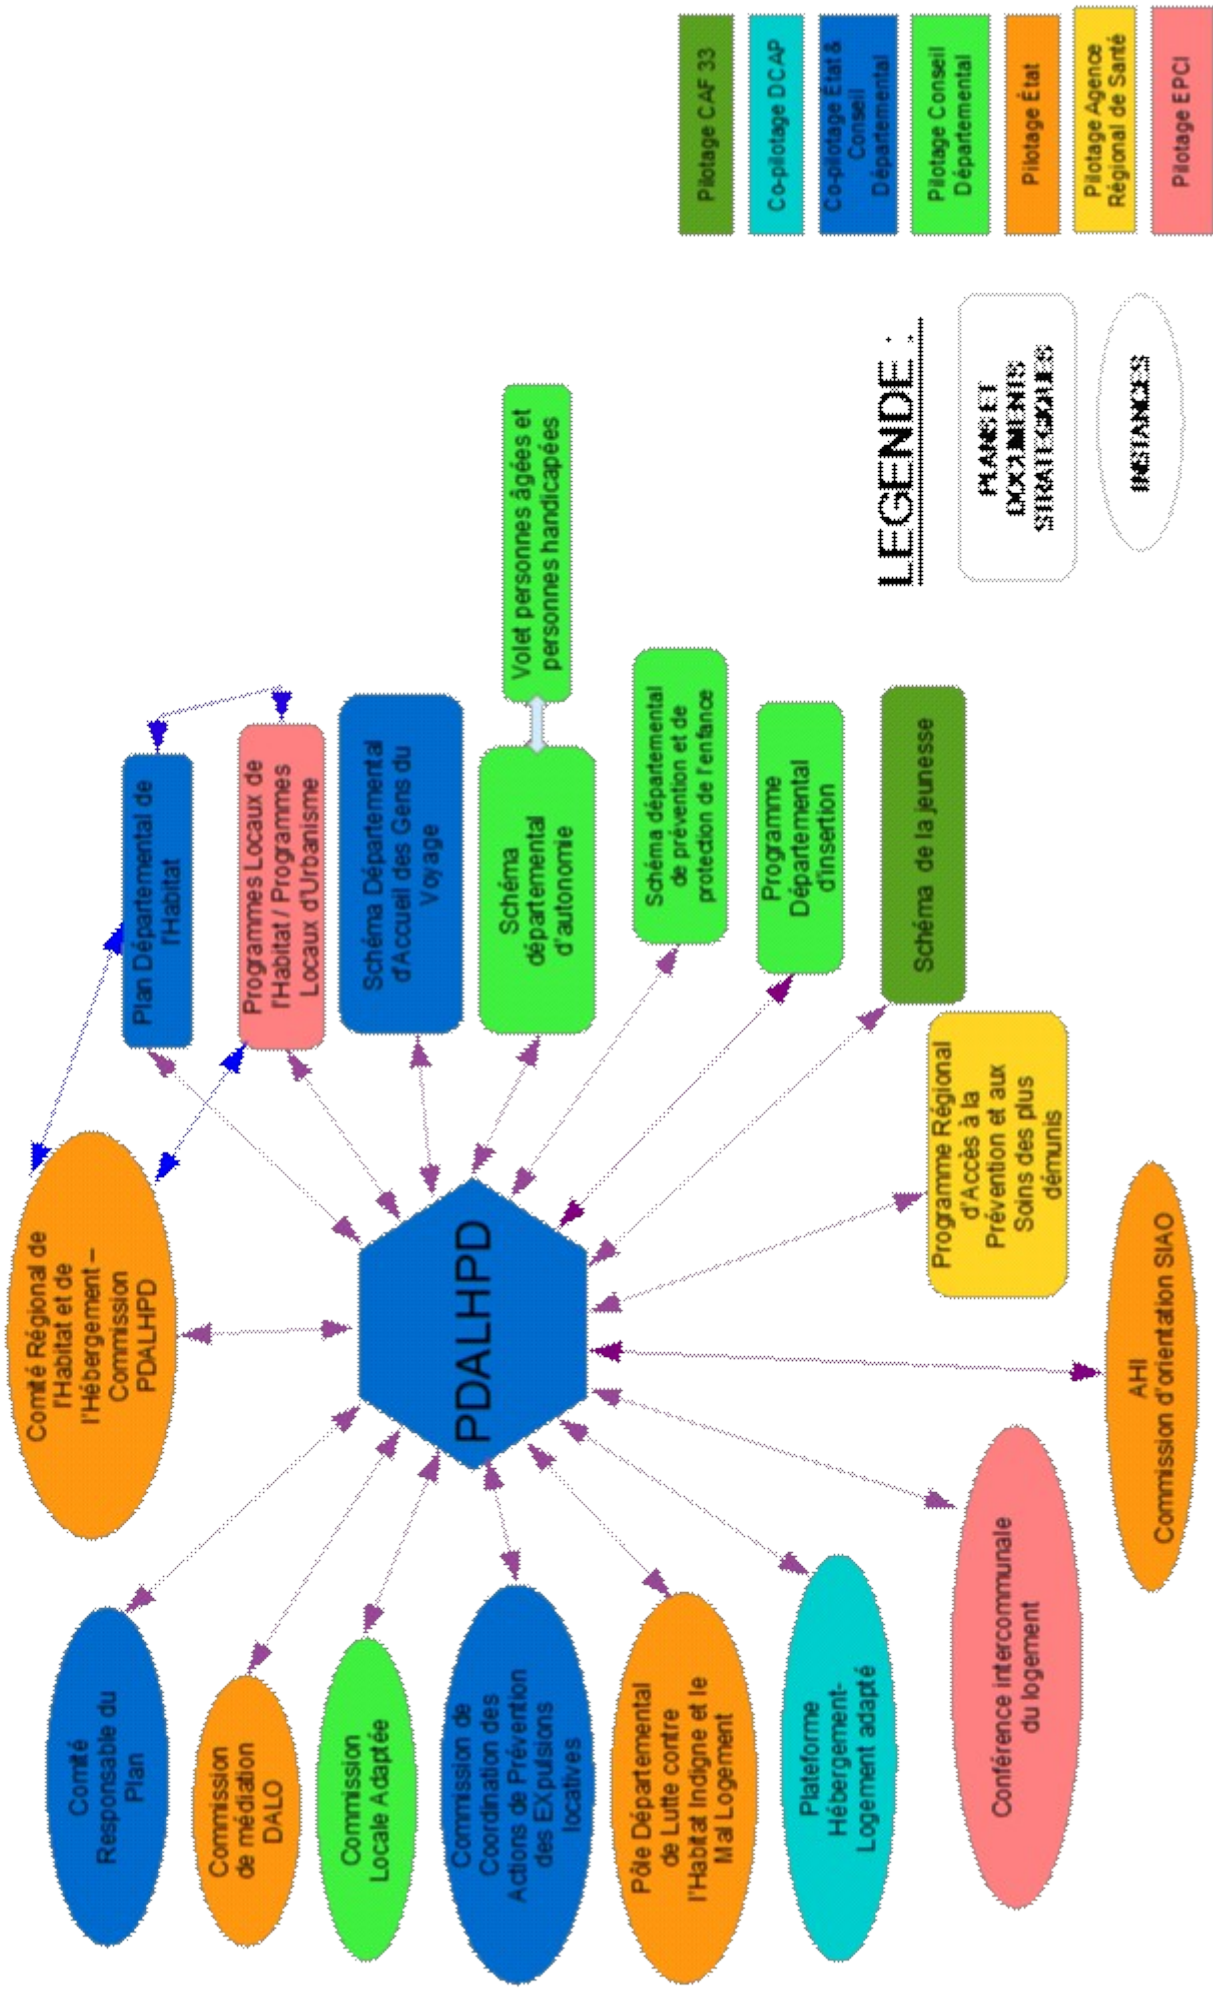 Comité Régional de
l'Habitat et de
l'Hébergement –
Commission
PDALHPD
Comité
Responsable du
Plan
Commission
de médiation
DALO
Commission
Locale Adaptée
Commission de
Coordination des
Actions de Prévention
des EXpulsions
locatives
Pôle Départemental
de Lutte contre
l'Habitat Indigne et le
Mal Logement
Plateforme
Hébergement-
Logement adapté
Conférence intercommunale
du logement
AHI
Commission d'orientation SIAO
PDALHPD
Plan Départemental de
l'Habitat
Programmes Locaux de
l'Habitat / Programmes
Locaux d'Urbanisme
Schéma Départemental
d'Accueil des Gens du
Voyage
Schéma
départemental
d'autonomie
Volet personnes âgées et
personnes handicapées
Schéma départemental
de prévention et de
protection de l'enfance
Programme
Départemental
d'insertion
Schéma de la jeunesse
Programme Régional
d'Accès à la
Prévention et aux
Soins des plus
démunis
LEGENDE :
PLANS ET
DOCUMENTS
STRATEGIQUES
INSTANCES
Pilotage CAF 33
Co-pilotage DCAP
Co-pilotage État &
Conseil
Départemental
Pilotage Conseil
Départemental
Pilotage État
Pilotage Agence
Régional de Santé
Pilotage EPCI